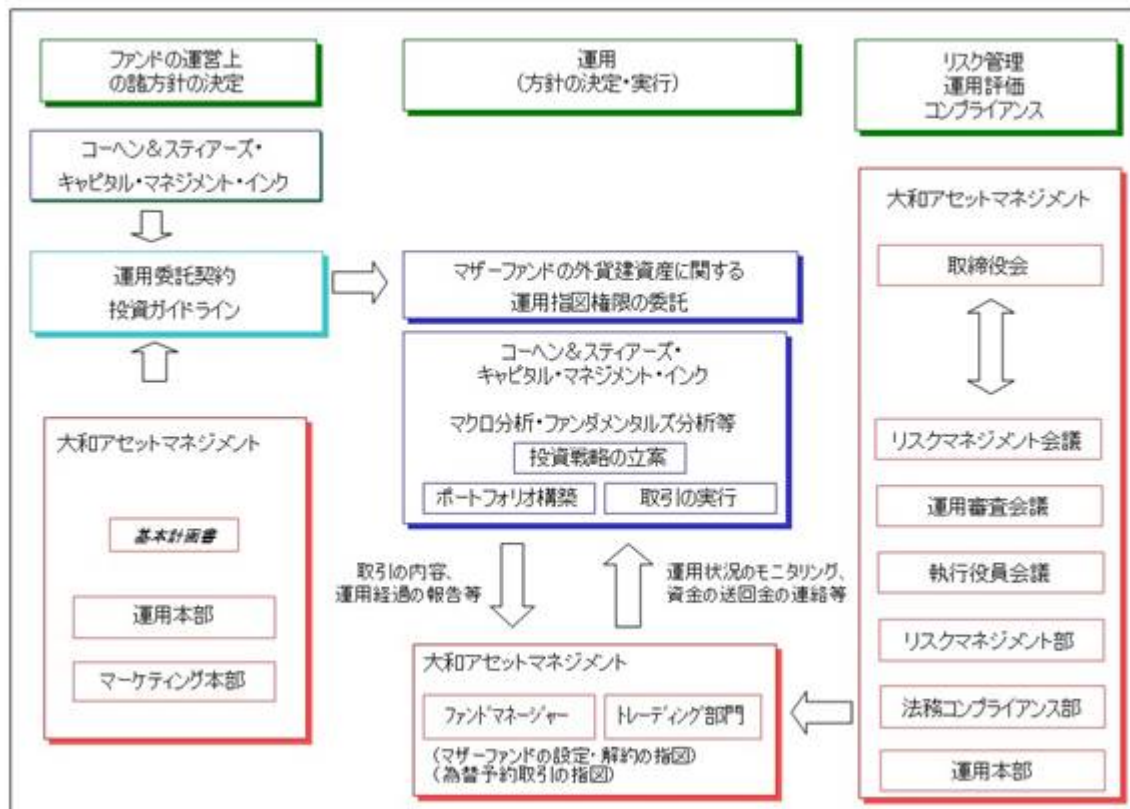 ファンドの運営上
の諸方針の決定
運用
(方針の決定・実行)
リスク管理
運用評価
コンプライアンス
コーヘン&スティアーズ・
キャピタル・マネジメント・インク
運用委託契約
投資ガイドライン
マザーファンドの外貨建資産に関する
運用指図権限の委託
コーヘン&スティアーズ・
キャピタル・マネジメント・インク
マクロ分析・ファンダメンタルズ分析等
投資戦略の立案
ポートフォリオ構築
取引の実行
大和アセットマネジメント
基本計画書
運用本部
マーケティング本部
取引の内容、
運用経過の報告等
運用状況のモニタリング、
資金の送回金の連絡等
大和アセットマネジメント
ファンドマネージャー
トレーディング部門
(マザーファンドの設定・解約の指図)
(為替予約取引の指図)
大和アセットマネジメント
取締役会
リスクマネジメント会議
運用審査会議
執行役員会議
リスクマネジメント部
法務コンプライアンス部
運用本部